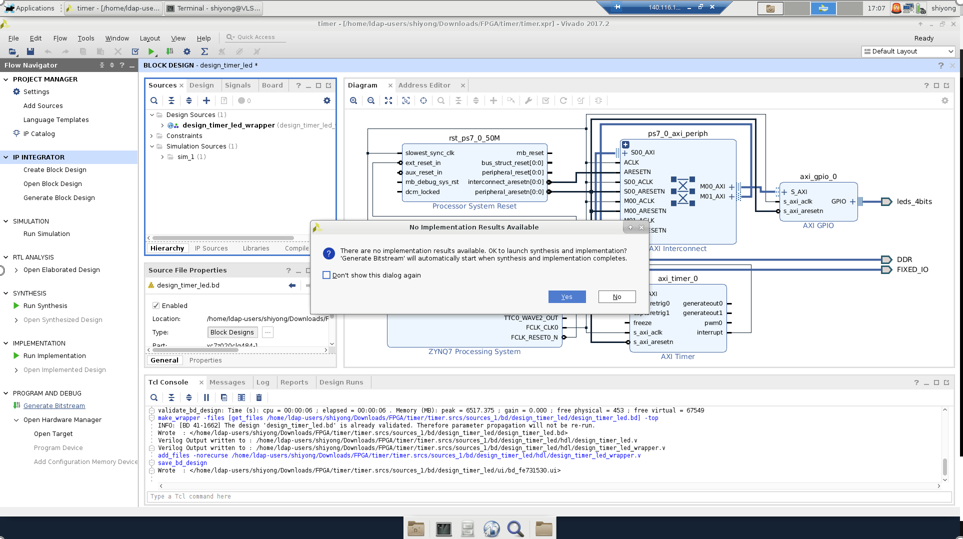 Applications
timer - [/home/ldap-use...
Terminal - shiyong@VLS...
140.116.1...
17:07
shiyong
timer - [/home/ldap-users/shiyong/Downloads/FPGA/timer/timer.xpr] - Vivado 2017.2
File Edit Flow Tools Window Layout View Help
Quick Access
Ready
Default Layout
Flow Navigator
BLOCK DESIGN - design_timer_led *
PROJECT MANAGER
Settings
Add Sources
Language Templates
IP Catalog
IP INTEGRATOR
Create Block Design
Open Block Design
Generate Block Design
SIMULATION
Run Simulation
RTL ANALYSIS
Open Elaborated Design
SYNTHESIS
Run Synthesis
Open Synthesized Design
IMPLEMENTATION
Run Implementation
Open Implemented Design
PROGRAM AND DEBUG
Generate Bitstream
Open Hardware Manager
Open Target
Program Device
Add Configuration Memory Device
Sources Design Signals Board
0
Design Sources (1)
design_timer_led_wrapper (design_timer_led_
Constraints
Simulation Sources (1)
sim_1 (1)
Hierarchy IP Sources Libraries Compile
Source File Properties
design_timer_led.bd
Enabled
Location: /home/ldap-users/shiyong/Downloads/F
Type: Block Designs
General Properties
Diagram Address Editor
rst_ps7_0_50M
slowest_sync_clk
ext_reset_in
aux_reset_in
mb_debug_sys_rst
dcm_locked
mb_reset
bus_struct_reset[0:0]
peripheral_reset[0:0]
interconnect_aresetn[0:0]
peripheral_aresetn[0:0]
Processor System Reset
ps7_0_axi_periph
S00_AXI
ACLK
ARESETN
S00_ACLK
S00_ARESETN
M00_ACLK
M00_ARESETN
M00_AXI
M01_AXI
AXI Interconnect
axi_gpio_0
S_AXI
s_axi_aclk
s_axi_aresetn
GPIO
AXI GPIO
leds_4bits
DDR
FIXED_IO
No Implementation Results Available
There are no implementation results available. OK to launch synthesis and implementation?
'Generate Bitstream' will automatically start when synthesis and implementation completes.
Don't show this dialog again
Yes No
axi_timer_0
freeze
s_axi_aclk
s_axi_aresetn
generateout0
generateout1
pwm0
interrupt
AXI Timer
TTC0_WAVE2_OUT
FCLK_CLK0
FCLK_RESET0_N
ZYNQ7 Processing System
Tcl Console Messages Log Reports Design Runs
validate_bd_design: Time (s): cpu = 00:00:06 ; elapsed = 00:00:06 . Memory (MB): peak = 6517.375 ; gain = 0.000 ; free physical = 453 ; free virtual = 67549
make_wrapper -files [get_files /home/ldap-users/shiyong/Downloads/FPGA/timer/timer.srcs/sources_1/bd/design_timer_led/design_timer_led.bd] -top
INFO: [BD 41-1662] The design 'design_timer_led.bd' is already validated. Therefore parameter propagation will not be re-run.
Wrote : </home/ldap-users/shiyong/Downloads/FPGA/timer/timer.srcs/sources_1/bd/design_timer_led/design_timer_led.bd>
Verilog Output written to : /home/ldap-users/shiyong/Downloads/FPGA/timer/timer.srcs/sources_1/bd/design_timer_led/hdl/design_timer_led.v
Verilog Output written to : /home/ldap-users/shiyong/Downloads/FPGA/timer/timer.srcs/sources_1/bd/design_timer_led/hdl/design_timer_led_wrapper.v
add_files -norecurse /home/ldap-users/shiyong/Downloads/FPGA/timer/timer.srcs/sources_1/bd/design_timer_led/hdl/design_timer_led_wrapper.v
save_bd_design
Wrote : </home/ldap-users/shiyong/Downloads/FPGA/timer/timer.srcs/sources_1/bd/design_timer_led/ui/bd_fe731530.ui>
Type a Tcl command here